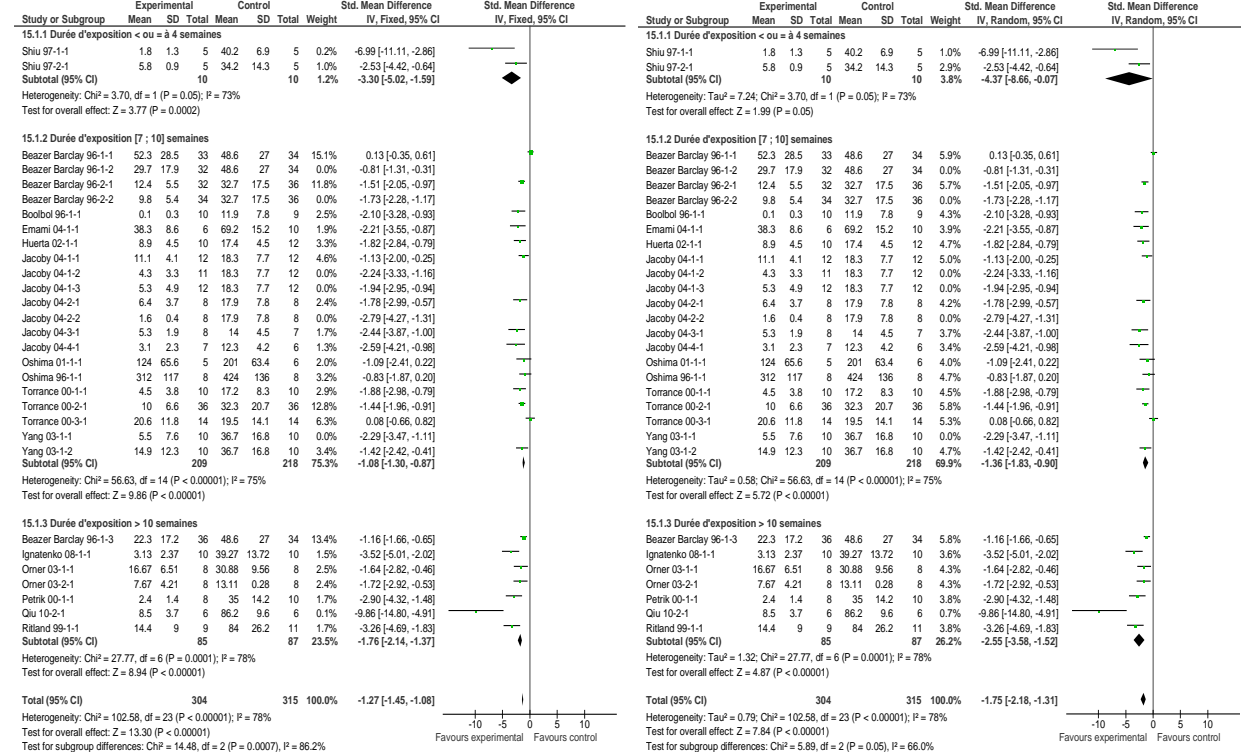 Experimental Control Std. Mean Difference Std. Mean Difference
Study or Subgroup Mean SD Total Mean SD Total Weight IV, Fixed, 95% CI IV, Fixed, 95% CI
15.1.1 Durée d'exposition < ou = à 4 semaines
Shiu 97-1-1 1.8 1.3 5 40.2 6.9 5 0.2% -6.99 [-11.11, -2.86]
Shiu 97-2-1 5.8 0.9 5 34.2 14.3 5 1.0% -2.53 [-4.42, -0.64]
Subtotal (95% CI) 10 10 1.2% -3.30 [-5.02, -1.59]
Heterogeneity: Chi² = 3.70, df = 1 (P = 0.05); I² = 73%
Test for overall effect: Z = 3.77 (P = 0.0002)
15.1.2 Durée d'exposition [7 ; 10] semaines
Beazer Barclay 96-1-1 52.3 28.5 33 48.6 27 34 15.1% 0.13 [-0.35, 0.61]
Beazer Barclay 96-1-2 29.7 17.9 32 48.6 27 34 0.0% -0.81 [-1.31, -0.31]
Beazer Barclay 96-2-1 12.4 5.5 32 32.7 17.5 36 11.8% -1.51 [-2.05, -0.97]
Beazer Barclay 96-2-2 9.8 5.4 34 32.7 17.5 36 0.0% -1.73 [-2.28, -1.17]
Boolbol 96-1-1 0.1 0.3 10 11.9 7.8 9 2.5% -2.10 [-3.28, -0.93]
Emami 04-1-1 38.3 8.6 6 69.2 15.2 10 1.9% -2.21 [-3.55, -0.87]
Huerta 02-1-1 8.9 4.5 10 17.4 4.5 12 3.3% -1.82 [-2.84, -0.79]
Jacoby 04-1-1 11.1 4.1 12 18.3 7.7 12 4.6% -1.13 [-2.00, -0.25]
Jacoby 04-1-2 4.3 3.3 11 18.3 7.7 12 0.0% -2.24 [-3.33, -1.16]
Jacoby 04-1-3 5.3 4.9 12 18.3 7.7 12 0.0% -1.94 [-2.95, -0.94]
Jacoby 04-2-1 6.4 3.7 8 17.9 7.8 8 2.4% -1.78 [-2.99, -0.57]
Jacoby 04-2-2 1.6 0.4 8 17.9 7.8 8 0.0% -2.79 [-4.27, -1.31]
Jacoby 04-3-1 5.3 1.9 8 14 4.5 7 1.7% -2.44 [-3.87, -1.00]
Jacoby 04-4-1 3.1 2.3 7 12.3 4.2 6 1.3% -2.59 [-4.21, -0.98]
Oshima 01-1-1 124 65.6 5 201 63.4 6 2.0% -1.09 [-2.41, 0.22]
Oshima 96-1-1 312 117 8 424 136 8 3.2% -0.83 [-1.87, 0.20]
Torrance 00-1-1 4.5 3.8 10 17.2 8.3 10 2.9% -1.88 [-2.98, -0.79]
Torrance 00-2-1 10 6.6 36 32.3 20.7 36 12.8% -1.44 [-1.96, -0.91]
Torrance 00-3-1 20.6 11.8 14 19.5 14.1 14 6.4% 0.08 [-0.66, 0.82]
Yang 03-1-1 5.5 7.6 10 36.7 16.8 10 0.0% -2.29 [-3.47, -1.11]
Yang 03-1-2 14.9 12.3 10 36.7 16.8 10 3.4% -1.42 [-2.42, -0.41]
Subtotal (95% CI) 209 218 75.3% -1.08 [-1.30, -0.87]
Heterogeneity: Chi² = 56.63, df = 14 (P < 0.00001); I² = 75%
Test for overall effect: Z = 9.86 (P < 0.00001)
15.1.3 Durée d'exposition > 10 semaines
Beazer Barclay 96-1-3 22.3 17.2 36 48.6 27 34 13.4% -1.16 [-1.66, -0.65]
Ignatenko 08-1-1 3.13 2.37 10 39.27 13.72 10 1.5% -3.52 [-5.01, -2.02]
Orner 03-1-1 16.67 6.51 8 30.88 9.56 8 2.5% -1.64 [-2.82, -0.46]
Orner 03-2-1 7.67 4.21 8 13.11 0.28 8 2.4% -1.72 [-2.92, -0.53]
Petrik 00-1-1 2.4 1.4 8 35 14.2 10 1.7% -2.90 [-4.32, -1.48]
Qiu 10-2-1 8.5 3.7 6 86.2 9.6 6 0.1% -9.86 [-14.80, -4.91]
Ritland 99-1-1 14.4 9 9 84 26.2 11 1.7% -3.26 [-4.69, -1.83]
Subtotal (95% CI) 85 87 23.5% -1.76 [-2.14, -1.37]
Heterogeneity: Chi² = 27.77, df = 6 (P = 0.0001); I² = 78%
Test for overall effect: Z = 8.94 (P < 0.00001)
Total (95% CI) 304 315 100.0% -1.27 [-1.45, -1.08]
Heterogeneity: Chi² = 102.58, df = 23 (P < 0.00001); I² = 78%
Test for overall effect: Z = 13.30 (P < 0.00001)
Test for subgroup differences: Chi² = 14.48, df = 2 (P = 0.0007), I² = 86.2%
-10 -5 0 5 10
Favours experimental Favours control
Experimental Control Std. Mean Difference Std. Mean Difference
Study or Subgroup Mean SD Total Mean SD Total Weight IV, Random, 95% CI IV, Random, 95% CI
15.1.1 Durée d'exposition < ou = à 4 semaines
Shiu 97-1-1 1.8 1.3 5 40.2 6.9 5 1.0% -6.99 [-11.11, -2.86]
Shiu 97-2-1 5.8 0.9 5 34.2 14.3 5 2.9% -2.53 [-4.42, -0.64]
Subtotal (95% CI) 10 10 3.8% -4.37 [-8.66, -0.07]
Heterogeneity: Tau² = 7.24; Chi² = 3.70, df = 1 (P = 0.05); I² = 73%
Test for overall effect: Z = 1.99 (P = 0.05)
15.1.2 Durée d'exposition [7 ; 10] semaines
Beazer Barclay 96-1-1 52.3 28.5 33 48.6 27 34 5.9% 0.13 [-0.35, 0.61]
Beazer Barclay 96-1-2 29.7 17.9 32 48.6 27 34 0.0% -0.81 [-1.31, -0.31]
Beazer Barclay 96-2-1 12.4 5.5 32 32.7 17.5 36 5.7% -1.51 [-2.05, -0.97]
Beazer Barclay 96-2-2 9.8 5.4 34 32.7 17.5 36 0.0% -1.73 [-2.28, -1.17]
Boolbol 96-1-1 0.1 0.3 10 11.9 7.8 9 4.3% -2.10 [-3.28, -0.93]
Emami 04-1-1 38.3 8.6 6 69.2 15.2 10 4.0% -2.21 [-3.55, -0.87]
Huerta 02-1-1 8.9 4.5 10 17.4 4.5 12 4.7% -1.82 [-2.84, -0.79]
Jacoby 04-1-1 11.1 4.1 12 18.3 7.7 12 5.0% -1.13 [-2.00, -0.25]
Jacoby 04-1-2 4.3 3.3 11 18.3 7.7 12 0.0% -2.24 [-3.33, -1.16]
Jacoby 04-1-3 5.3 4.9 12 18.3 7.7 12 0.0% -1.94 [-2.95, -0.94]
Jacoby 04-2-1 6.4 3.7 8 17.9 7.8 8 4.2% -1.78 [-2.99, -0.57]
Jacoby 04-2-2 1.6 0.4 8 17.9 7.8 8 0.0% -2.79 [-4.27, -1.31]
Jacoby 04-3-1 5.3 1.9 8 14 4.5 7 3.7% -2.44 [-3.87, -1.00]
Jacoby 04-4-1 3.1 2.3 7 12.3 4.2 6 3.4% -2.59 [-4.21, -0.98]
Oshima 01-1-1 124 65.6 5 201 63.4 6 4.0% -1.09 [-2.41, 0.22]
Oshima 96-1-1 312 117 8 424 136 8 4.6% -0.83 [-1.87, 0.20]
Torrance 00-1-1 4.5 3.8 10 17.2 8.3 10 4.5% -1.88 [-2.98, -0.79]
Torrance 00-2-1 10 6.6 36 32.3 20.7 36 5.8% -1.44 [-1.96, -0.91]
Torrance 00-3-1 20.6 11.8 14 19.5 14.1 14 5.3% 0.08 [-0.66, 0.82]
Yang 03-1-1 5.5 7.6 10 36.7 16.8 10 0.0% -2.29 [-3.47, -1.11]
Yang 03-1-2 14.9 12.3 10 36.7 16.8 10 4.7% -1.42 [-2.42, -0.41]
Subtotal (95% CI) 209 218 69.9% -1.36 [-1.83, -0.90]
Heterogeneity: Tau² = 0.58; Chi² = 56.63, df = 14 (P < 0.00001); I² = 75%
Test for overall effect: Z = 5.72 (P < 0.00001)
15.1.3 Durée d'exposition > 10 semaines
Beazer Barclay 96-1-3 22.3 17.2 36 48.6 27 34 5.8% -1.16 [-1.66, -0.65]
Ignatenko 08-1-1 3.13 2.37 10 39.27 13.72 10 3.6% -3.52 [-5.01, -2.02]
Orner 03-1-1 16.67 6.51 8 30.88 9.56 8 4.3% -1.64 [-2.82, -0.46]
Orner 03-2-1 7.67 4.21 8 13.11 0.28 8 4.3% -1.72 [-2.92, -0.53]
Petrik 00-1-1 2.4 1.4 8 35 14.2 10 3.8% -2.90 [-4.32, -1.48]
Qiu 10-2-1 8.5 3.7 6 86.2 9.6 6 0.7% -9.86 [-14.80, -4.91]
Ritland 99-1-1 14.4 9 9 84 26.2 11 3.7% -3.26 [-4.69, -1.83]
Subtotal (95% CI) 85 87 26.2% -2.55 [-3.58, -1.52]
Heterogeneity: Tau² = 1.32; Chi² = 27.77, df = 6 (P = 0.0001); I² = 78%
Test for overall effect: Z = 4.87 (P < 0.00001)
Total (95% CI) 304 315 100.0% -1.75 [-2.18, -1.31]
Heterogeneity: Tau² = 0.79; Chi² = 102.58, df = 23 (P < 0.00001); I² = 78%
Test for overall effect: Z = 7.84 (P < 0.00001)
Test for subgroup differences: Chi² = 5.89, df = 2 (P = 0.05), I² = 66.0%
-10 -5 0 5 10
Favours experimental Favours control